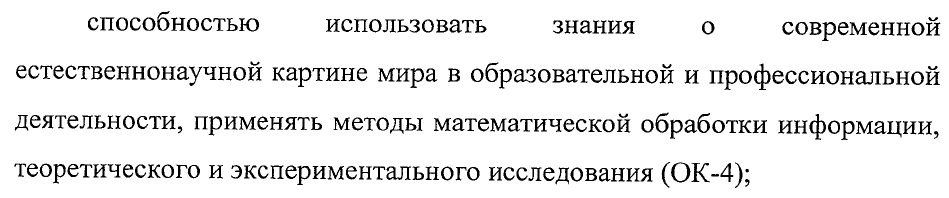 способностью использовать знания о современной
естественнонаучной картине мира в образовательной и профессиональной
деятельности, применять методы математической обработки информации,
теоретического и экспериментального исследования (ОК-4);